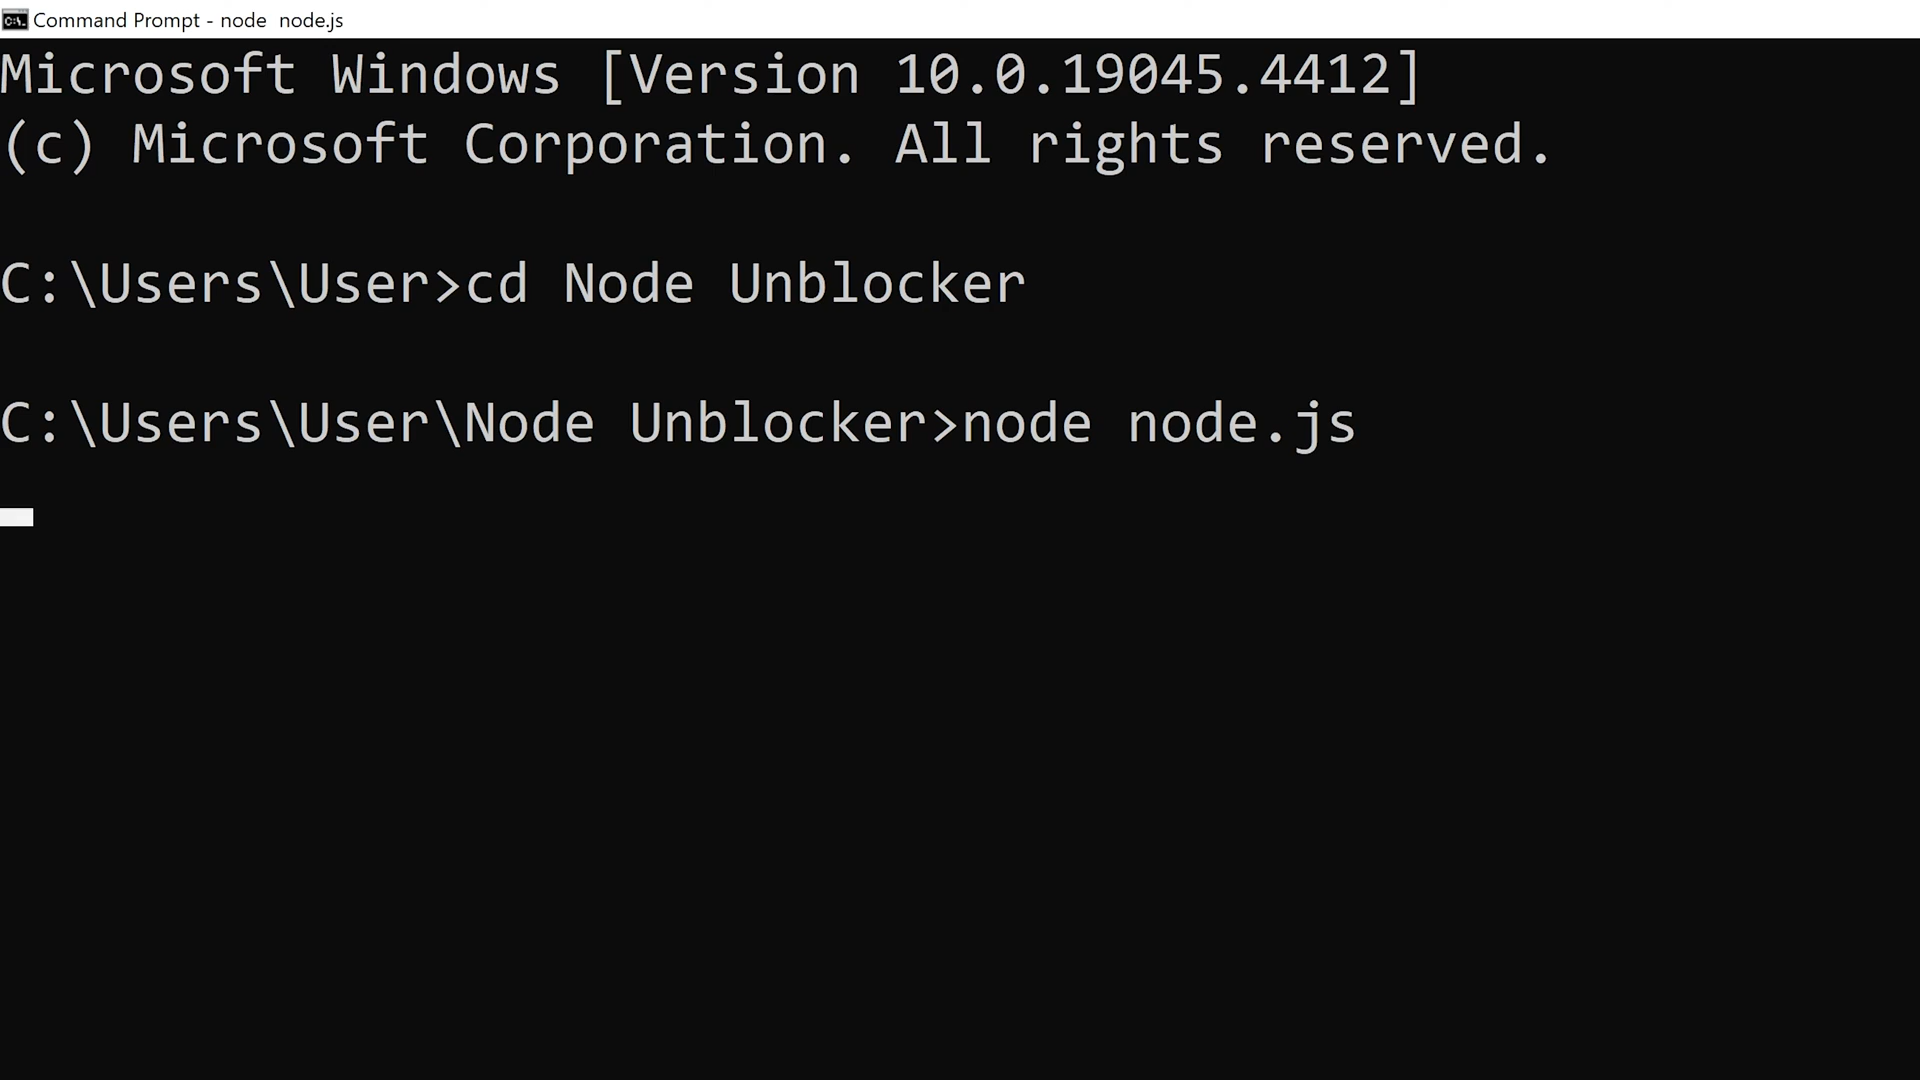 Command Prompt - node  node.js
Microsoft Windows [Version 10.0.19045.4412]
(c) Microsoft Corporation. All rights reserved.
C:\Users\User>cd Node Unblocker
C:\Users\User\Node Unblocker>node node.js